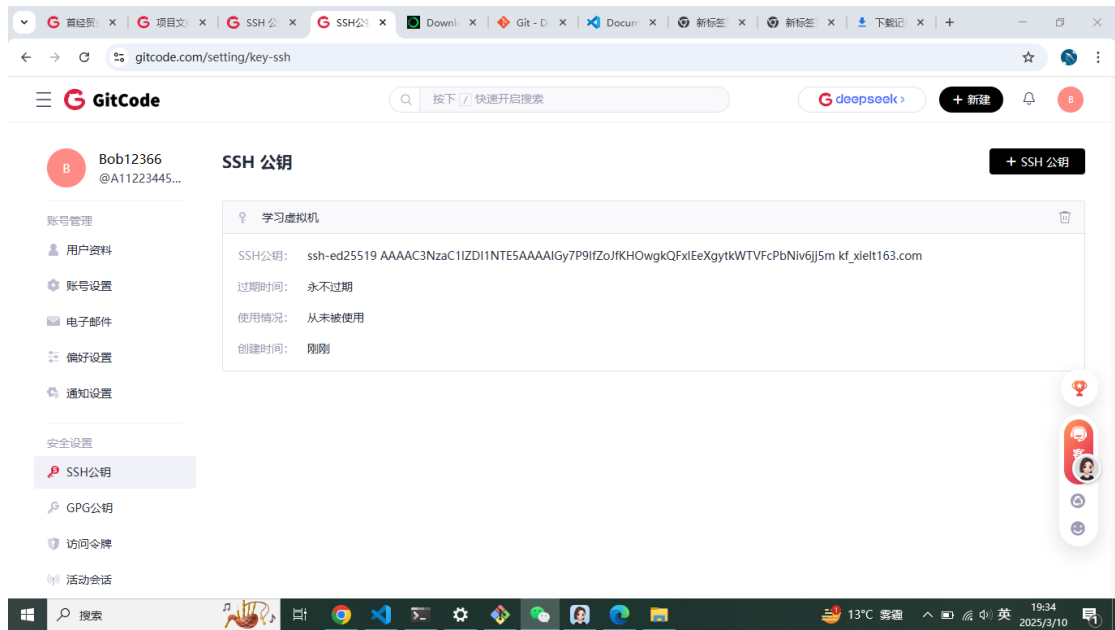 首经贸
项目文
SSH 公
SSH公
Downl
Git - D
Docum
新标签
新标签
下载记
gitcode.com/setting/key-ssh
GitCode
按下 / 快速开启搜索
deepseek
+ 新建
B
B
Bob12366
@A11223445...
SSH 公钥
+ SSH 公钥
账号管理
用户资料
账号设置
电子邮件
偏好设置
通知设置
安全设置
SSH公钥
GPG公钥
访问令牌
活动会话
学习虚拟机
SSH公钥: ssh-ed25519 AAAAC3NzaC1lZDI1NTE5AAAAIGy7P9IfZoJfKHOwgkQFxlEeXgytkWTVFcPbNiv6jj5m kf_xielt163.com
过期时间: 永不过期
使用情况: 从未被使用
创建时间: 刚刚
搜索
13°C 雾霾
英
19:34
2025/3/10